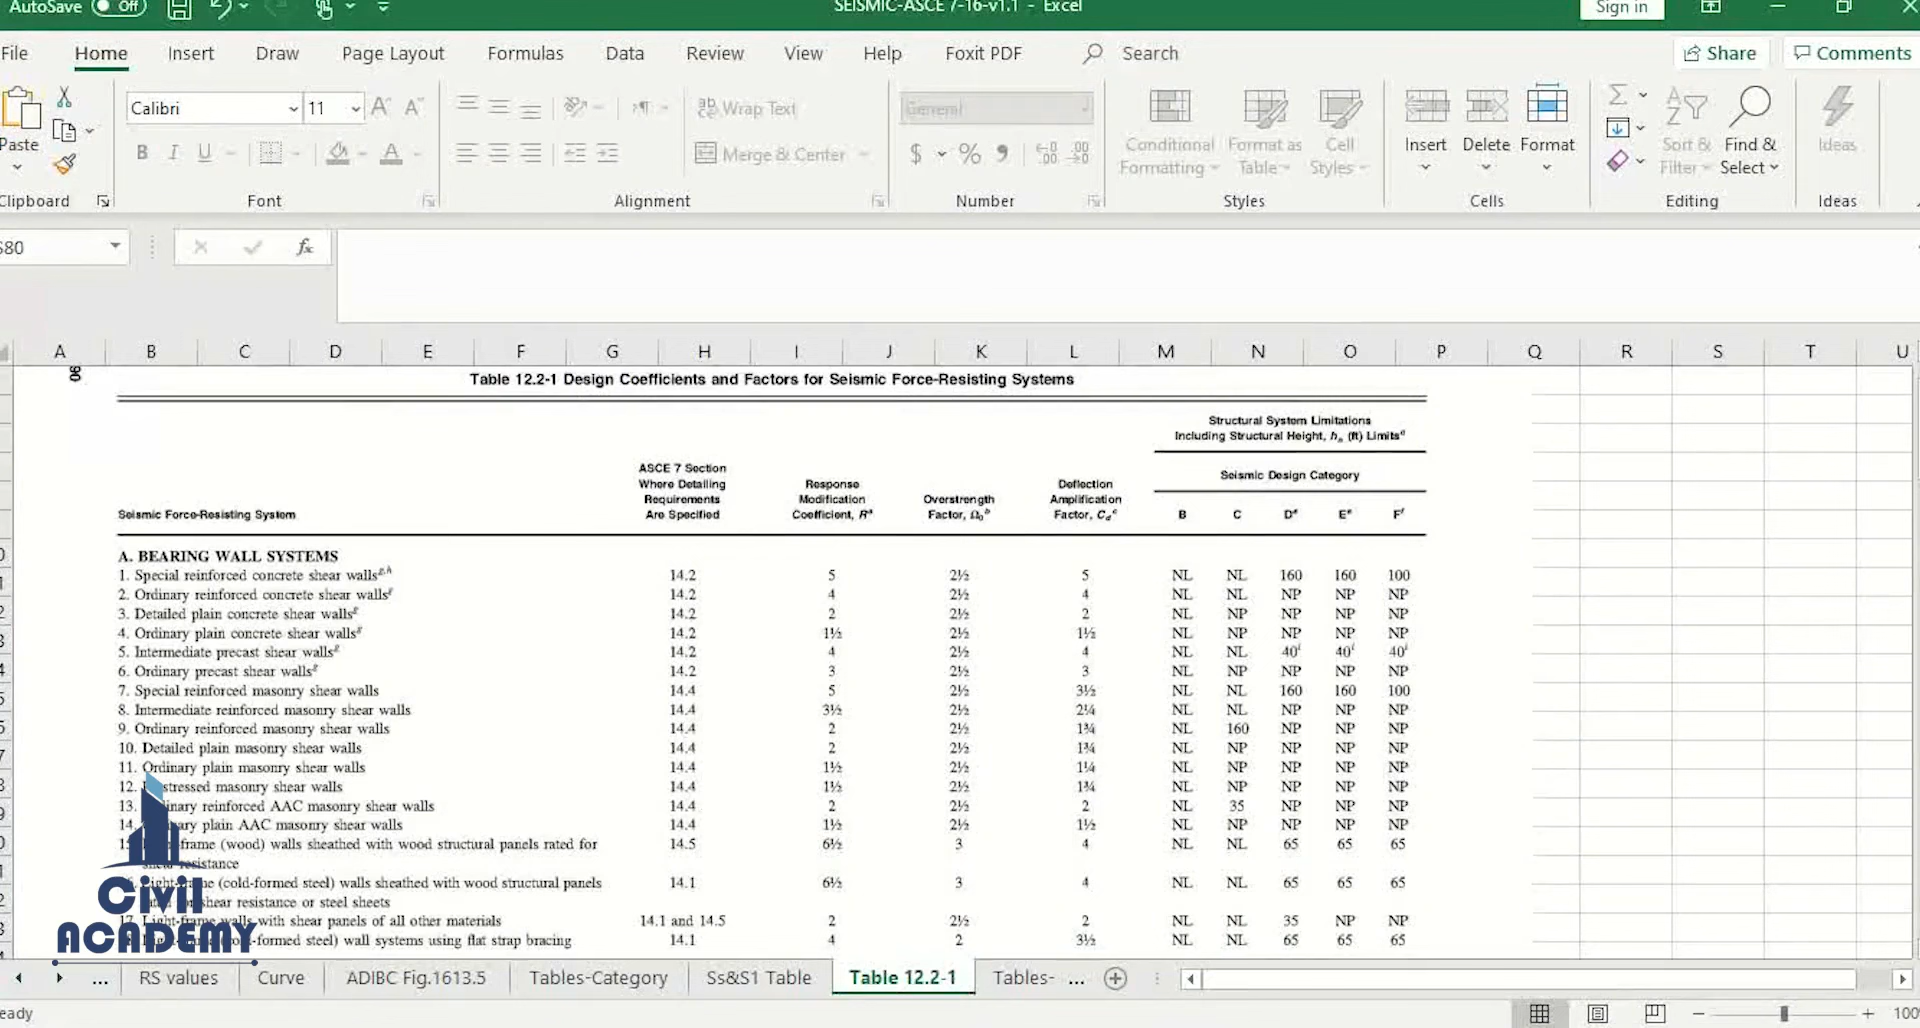 AutoSave Off SEISMIC-ASCE 7-16-v1.1 - Excel Sign in
File Home Insert Draw Page Layout Formulas Data Review View Help Foxit PDF Search Share Comments
Calibri 11 A A Wrap Text General
Paste B I U A Merge & Center $ % Conditional Formatting Format as Table Cell Styles Insert Delete Format Sort & Filter Find & Select Ideas
Clipboard Font Alignment Number Styles Cells Editing Ideas
fx
A B C D E F G H I J K L M N O P Q R S T U
Table 12.2-1 Design Coefficients and Factors for Seismic Force-Resisting Systems
Structural System Limitations
Including Structural Height, hₙ (ft) Limitsᵈ
Seismic Design Category
Seismic Force-Resisting System
ASCE 7 Section
Where Detailing
Requirements
Are Specified
Response
Modification
Coefficient, Rᵃ
Overstrength
Factor, Ω₀ᵇ
Deflection
Amplification
Factor, C_dᶜ
B C Dᵉ Eᵉ Fᶠ
A. BEARING WALL SYSTEMS
1. Special reinforced concrete shear wallsᵍ,ʰ 14.2 5 2½ 5 NL NL 160 160 100
2. Ordinary reinforced concrete shear wallsᵍ 14.2 4 2½ 4 NL NL NP NP NP
3. Detailed plain concrete shear wallsᵍ 14.2 2 2½ 2 NL NP NP NP NP
4. Ordinary plain concrete shear wallsᵍ 14.2 1½ 2½ 1½ NL NP NP NP NP
5. Intermediate precast shear wallsᵍ 14.2 4 2½ 4 NL NL 40ⁱ 40ⁱ 40ⁱ
6. Ordinary precast shear wallsᵍ 14.2 3 2½ 3 NL NP NP NP NP
7. Special reinforced masonry shear walls 14.4 5 2½ 3½ NL NL 160 160 100
8. Intermediate reinforced masonry shear walls 14.4 3½ 2½ 2¼ NL NL NP NP NP
9. Ordinary reinforced masonry shear walls 14.4 2 2½ 1¾ NL 160 NP NP NP
10. Detailed plain masonry shear walls 14.4 2 2½ 1¾ NL NP NP NP NP
11. Ordinary plain masonry shear walls 14.4 1½ 2½ 1¼ NL NP NP NP NP
12. stressed masonry shear walls 14.4 1½ 2½ 1¾ NL NP NP NP NP
13. inary reinforced AAC masonry shear walls 14.4 2 2½ 2 NL 35 NP NP NP
14. ary plain AAC masonry shear walls 14.4 1½ 2½ 1½ NL NP NP NP NP
frame (wood) walls sheathed with wood structural panels rated for 14.5 6½ 3 4 NL NL 65 65 65
resistance
Light-frame (cold-formed steel) walls sheathed with wood structural panels 14.1 6½ 3 4 NL NL 65 65 65
shear resistance or steel sheets
17. Light-frame walls with shear panels of all other materials 14.1 and 14.5 2 2½ 2 NL NL 35 NP NP
formed steel) wall systems using flat strap bracing 14.1 4 2 3½ NL NL 65 65 65
Civil
ACADEMY
... RS values Curve ADIBC Fig.1613.5 Tables-Category Ss&S1 Table Table 12.2-1 Tables- ...